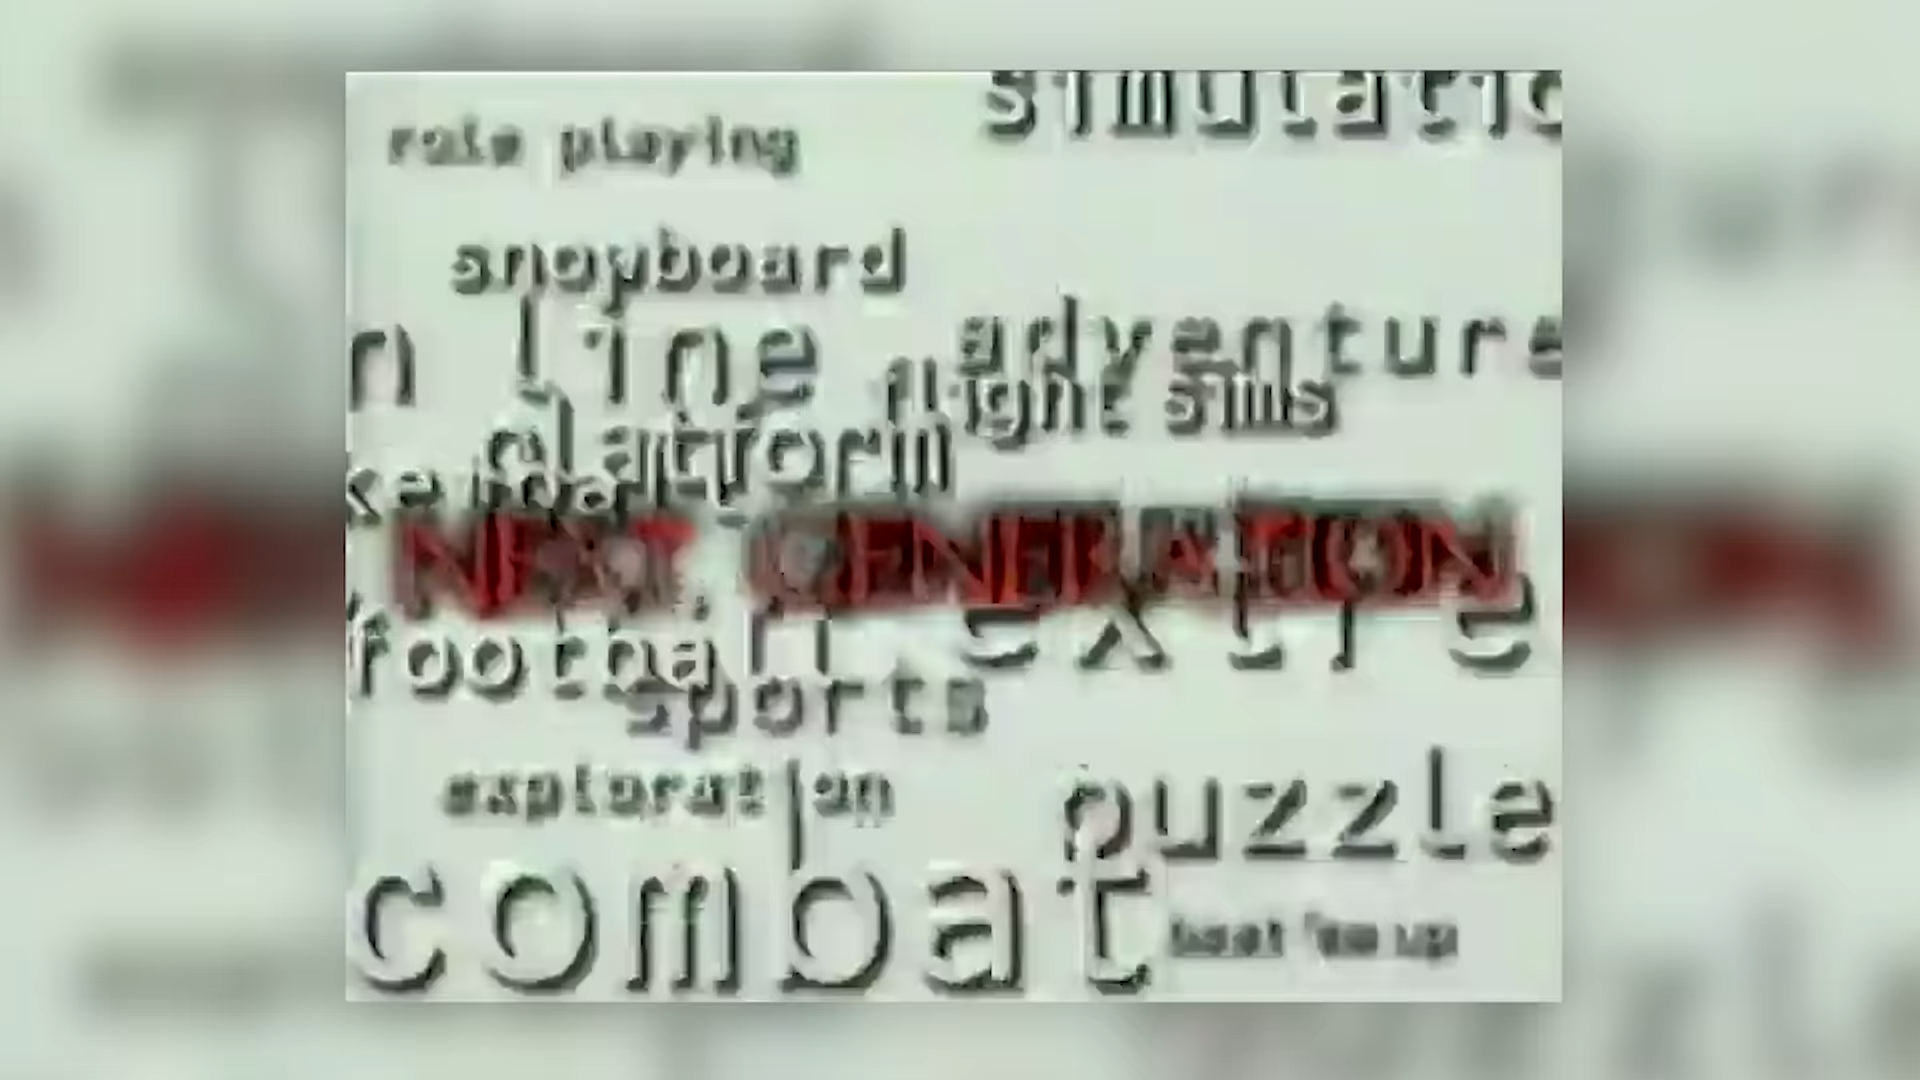 simulatio
role playing
snowboard
n line
adventure
flight sims
platform
NEXT GENERATION
extre
football
sports
exploration
puzzle
combat
beat 'em up